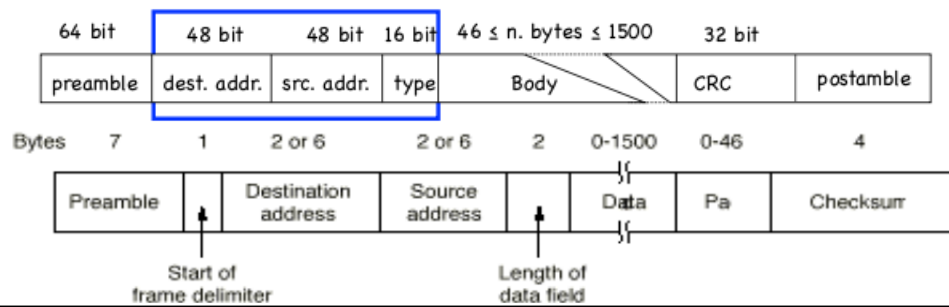 64 bit 48 bit 48 bit 16 bit 46 ≤ n. bytes ≤ 1500 32 bit
preamble dest. addr. src. addr. type Body CRC postamble
Bytes 7 1 2 or 6 2 or 6 2 0-1500 0-46 4
Preamble Destination address Source address Data Pa Checksum
Start of frame delimiter Length of data field